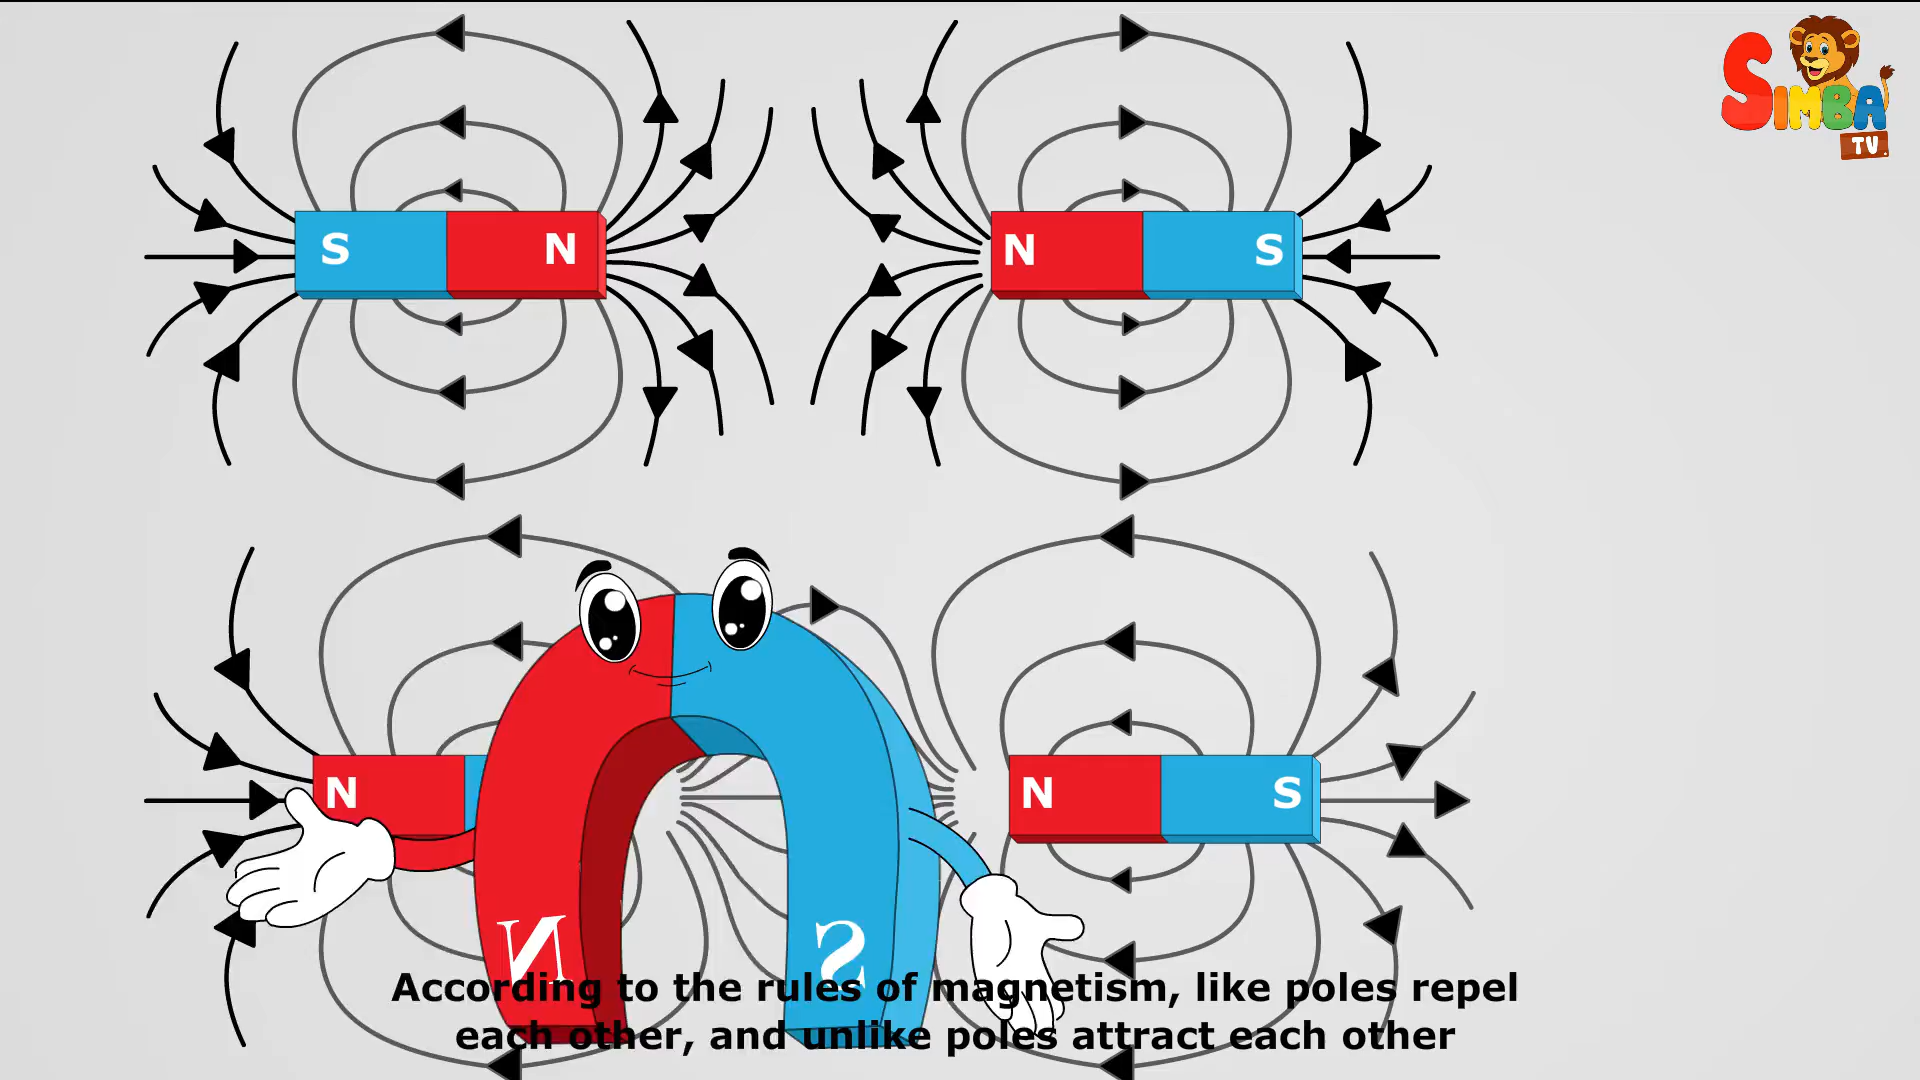 SIMBA
TV
S N
N S
N
N S
N S
According to the rules of magnetism, like poles repel
each other, and unlike poles attract each other